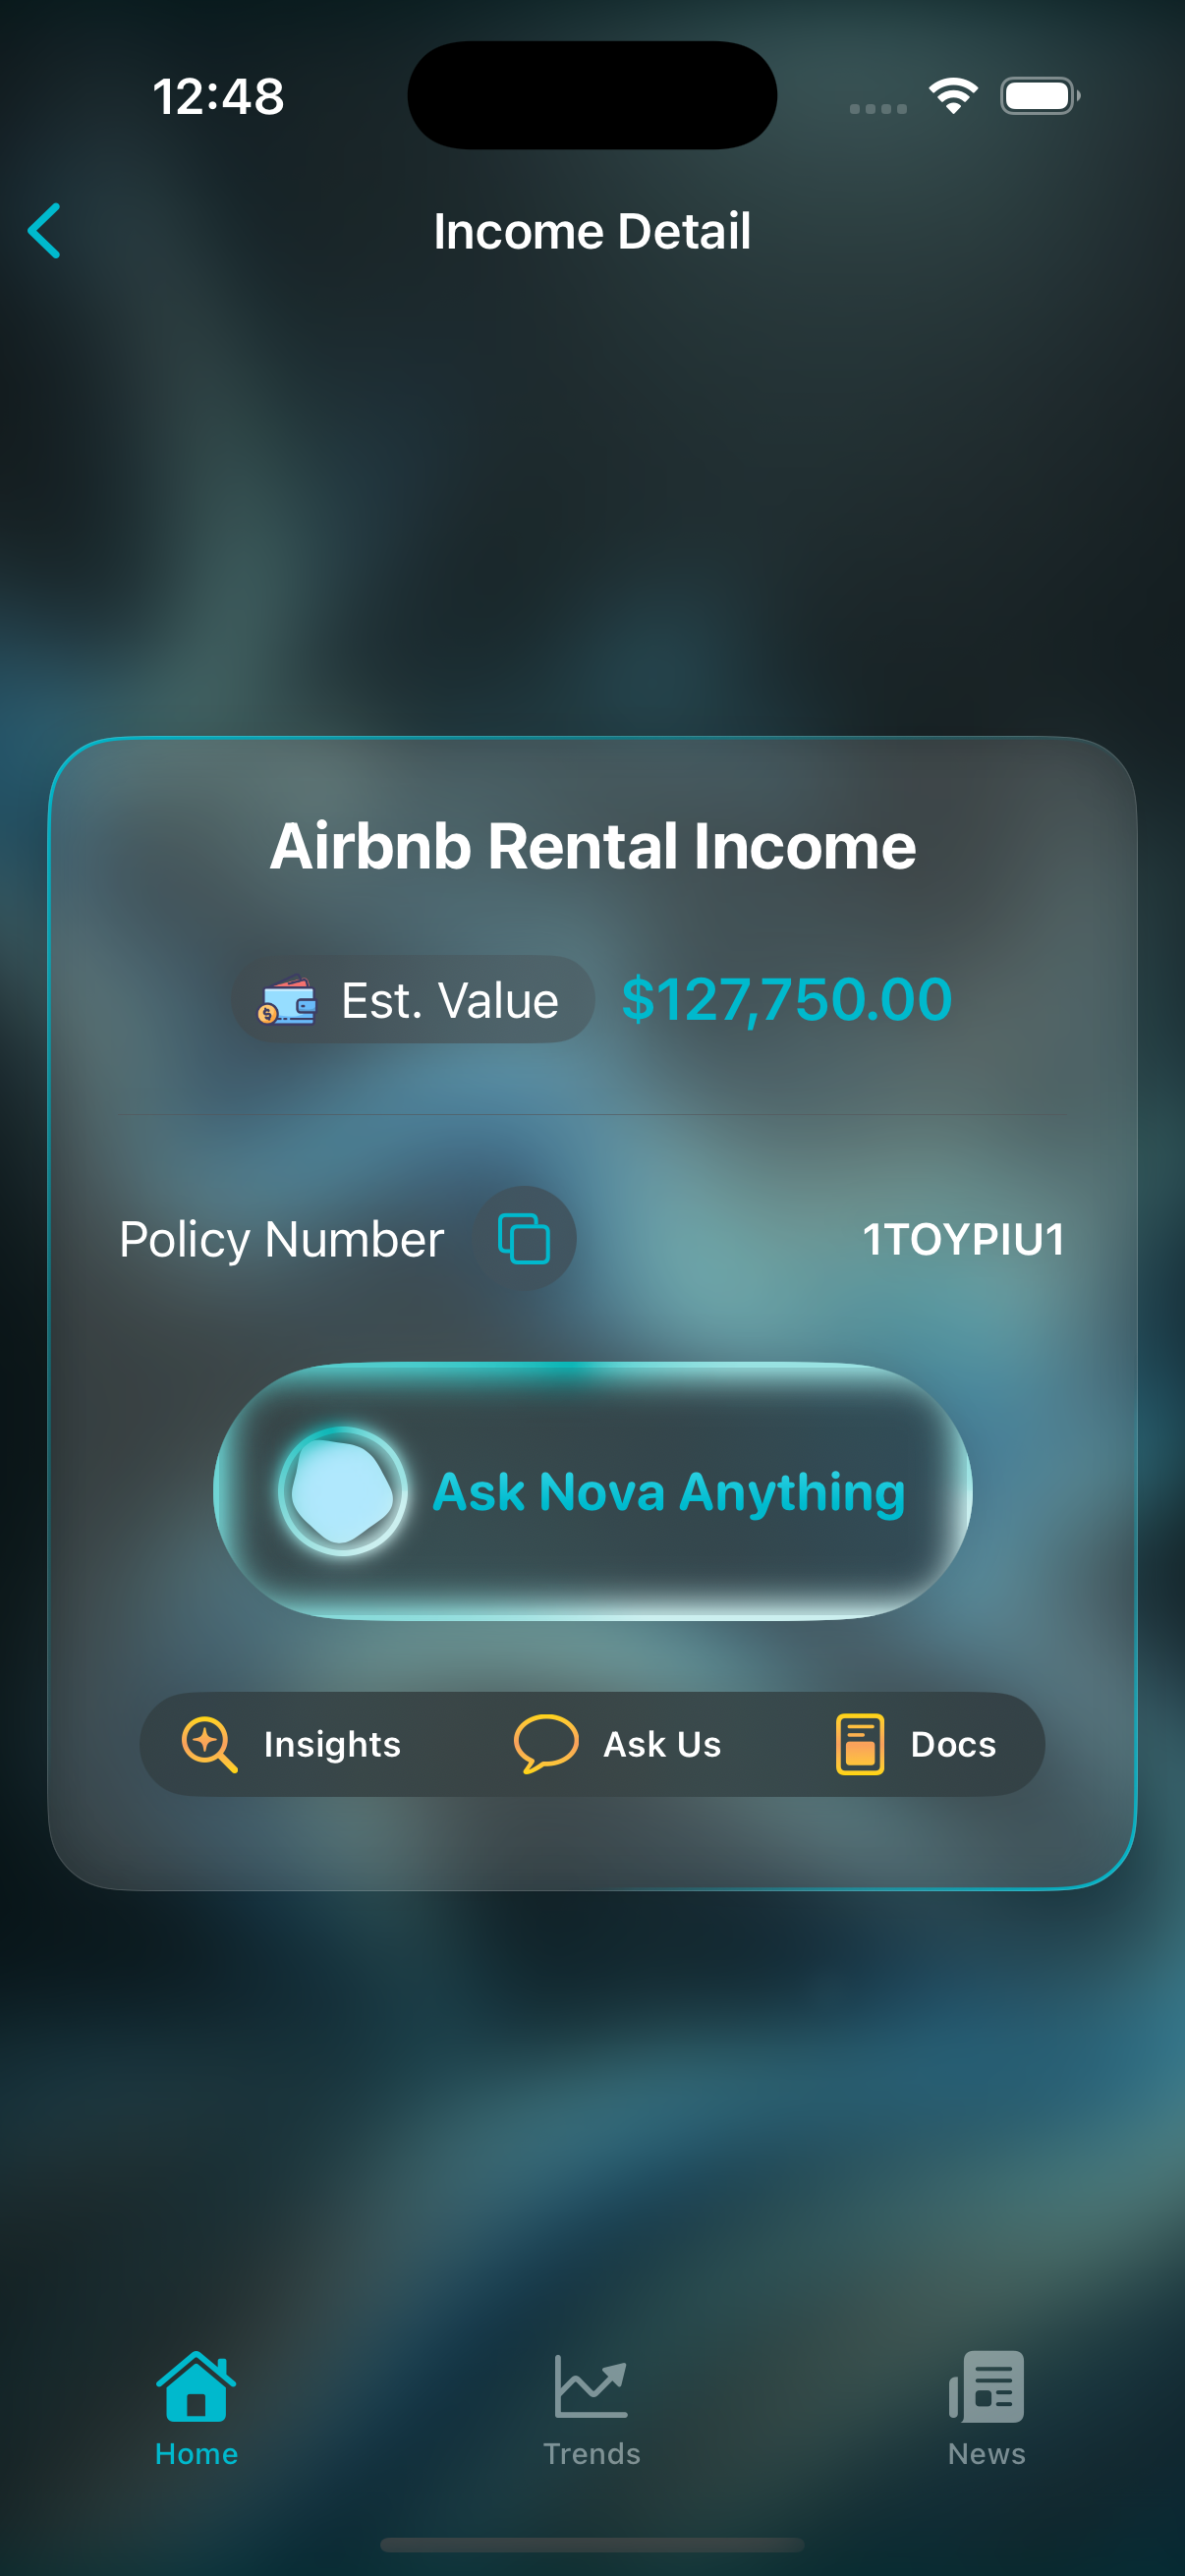 12:48
Income Detail
Airbnb Rental Income
Est. Value $127,750.00
Policy Number 1TOYPIU1
Ask Nova Anything
Insights Ask Us Docs
Home Trends News